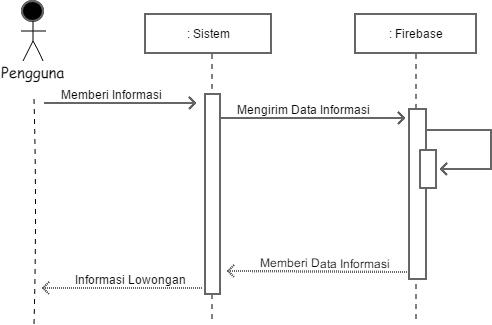 : Sistem
: Firebase
Pengguna
Memberi Informasi
Mengirim Data Informasi
Memberi Data Informasi
Informasi Lowongan